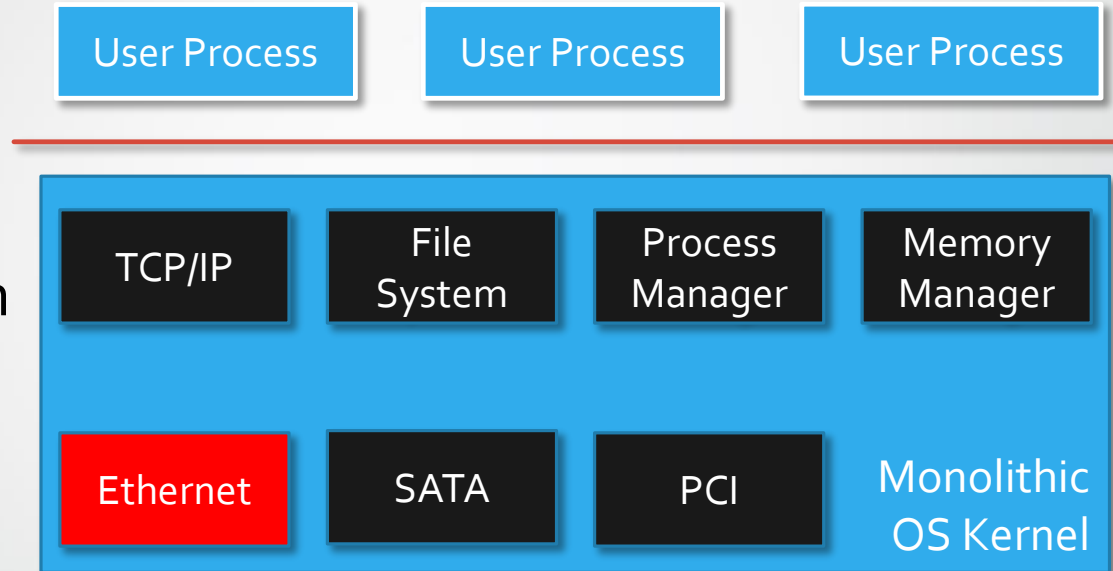 User Process
User Process
User Process
TCP/IP
File
System
Process
Manager
Memory
Manager
n
Ethernet
SATA
PCI
Monolithic
OS Kernel